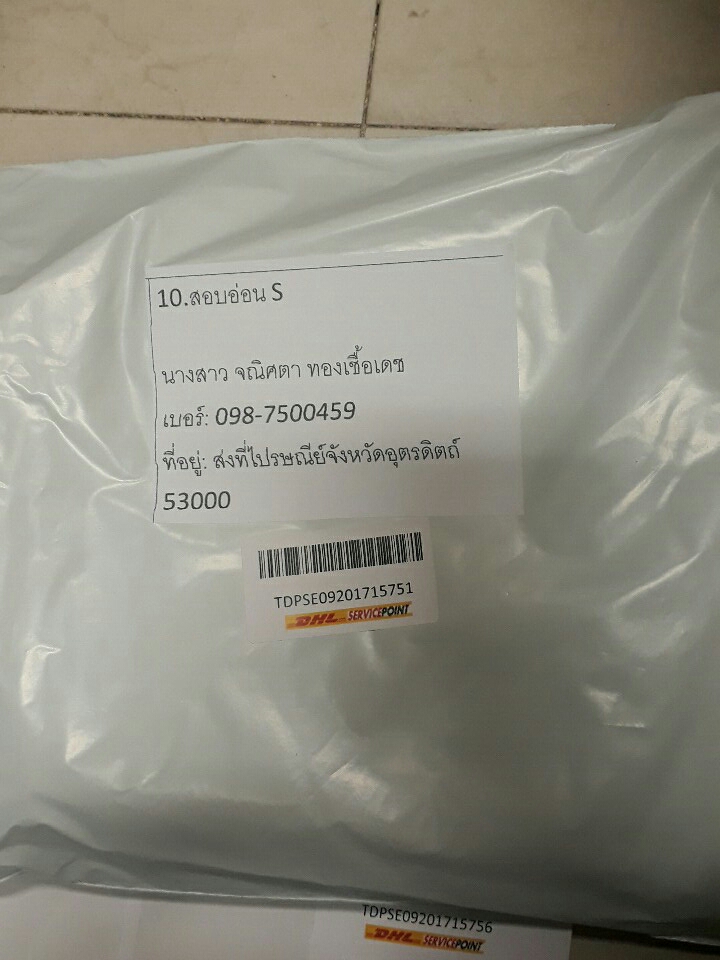 10.สอบอ่อน S
นางสาว จณิศตา ทองเชื้อเดช
เบอร์: 098-7500459
ที่อยู่: ส่งที่ไปรษณีย์จังหวัดอุตรดิตถ์
53000
TDPSE09201715751
DHL SERVICEPOINT
TDPSE09201715756
DHL SERVICEPOINT